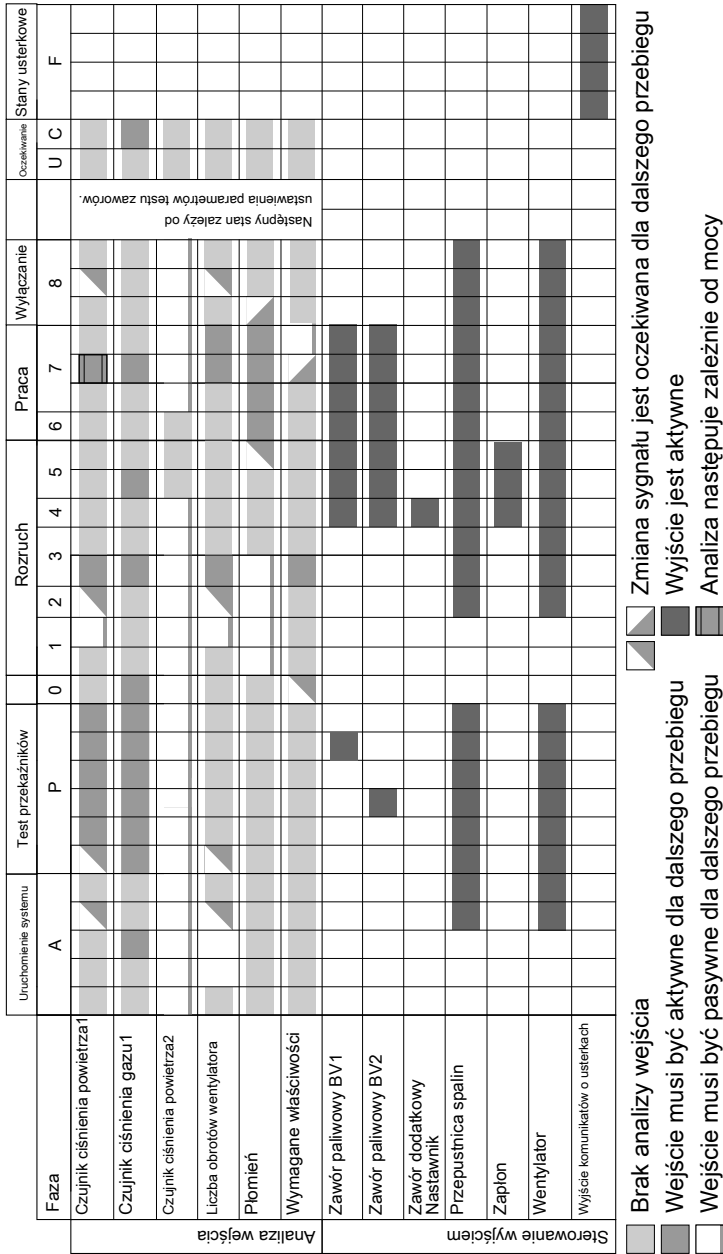 Uruchomienie systemu
Test przekaźników
Rozruch
Praca
Wyłączanie
Oczekiwanie
Stany usterkowe
Faza
A
P
0
1
2
3
4
5
6
7
8
U
C
F
Analiza wejścia
Czujnik ciśnienia powietrza1
Czujnik ciśnienia gazu1
Czujnik ciśnienia powietrza2
Liczba obrotów wentylatora
Płomień
Wymagane właściwości
Następny stan zależy od
ustawienia parametrów testu zaworów.
Sterowanie wyjściem
Zawór paliwowy BV1
Zawór paliwowy BV2
Zawór dodatkowy
Nastawnik
Przepustnica spalin
Zapłon
Wentylator
Wyjście komunikatów o usterkach
Brak analizy wejścia
Wejście musi być aktywne dla dalszego przebiegu
Wejście musi być pasywne dla dalszego przebiegu
Zmiana sygnału jest oczekiwana dla dalszego przebiegu
Wyjście jest aktywne
Analiza następuje zależnie od mocy